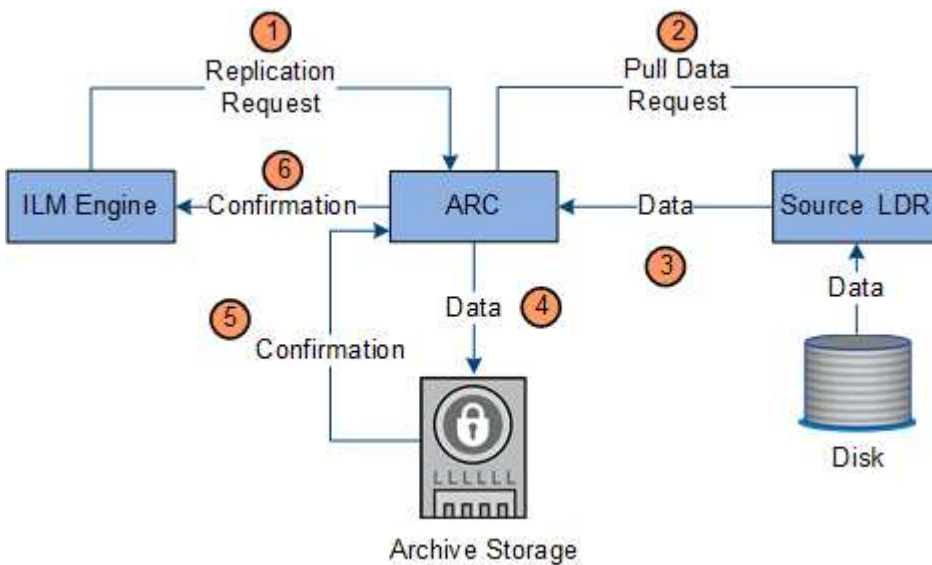 1
Replication
Request
2
Pull Data
Request
ILM Engine
6
Confirmation
ARC
Data
3
Source LDR
5
Confirmation
Data
4
Data
LLLLLL
Disk
Archive Storage